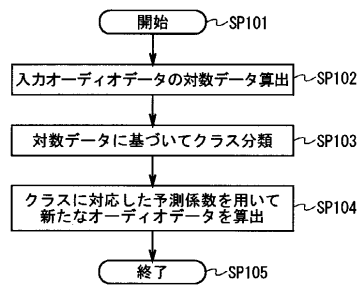 開始 SP101
入力オーディオデータの対数データ算出 SP102
対数データに基づいてクラス分類 SP103
クラスに対応した予測係数を用いて
新たなオーディオデータを算出 SP104
終了 SP105